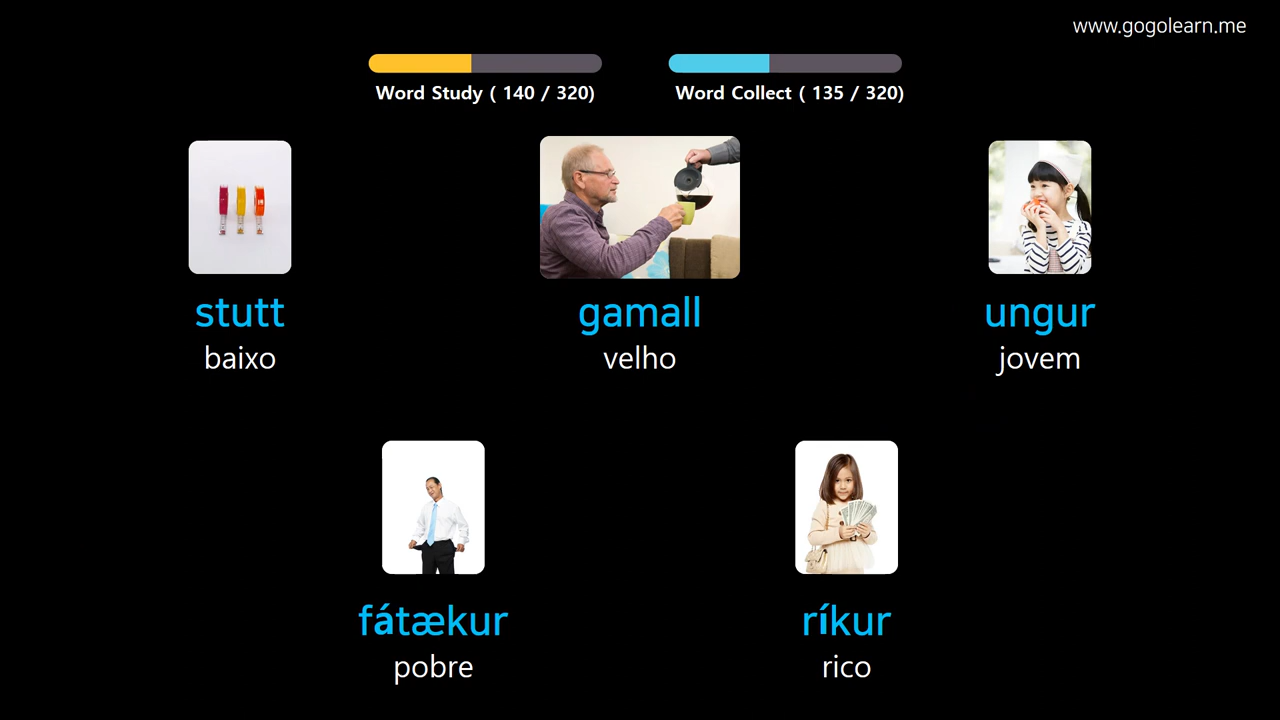 www.gogolearn.me
Word Study ( 140 / 320)
Word Collect ( 135 / 320)
stutt
baixo
gamall
velho
ungur
jovem
fátækur
pobre
ríkur
rico